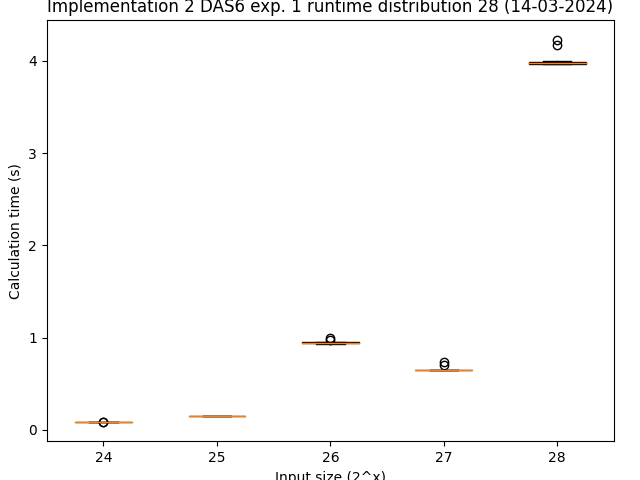 Implementation 2 DAS6 exp. 1 runtime distribution 28 (14-03-2024)
4
3
2
1
0
Calculation time (s)
24 25 26 27 28
Input size (2^x)